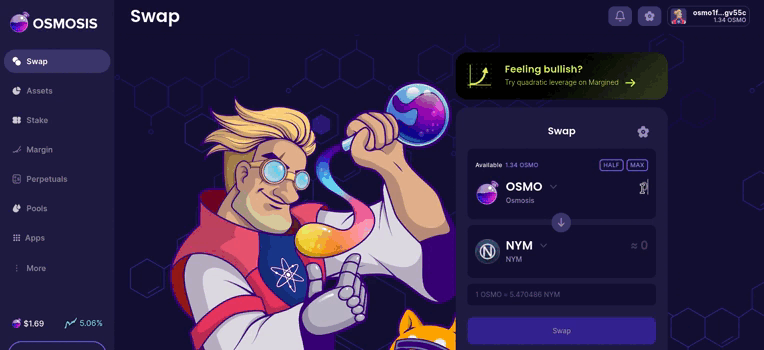 OSMOSIS
Swap
Assets
Stake
Margin
Perpetuals
Pools
Apps
More
$1.69
5.06%
Swap
osmo1f...gv55c
1.34 OSMO
Feeling bullish?
Try quadratic leverage on Margined →
Swap
Available 1.34 OSMO
HALF
MAX
OSMO
Osmosis
NYM
≈ 0
NYM
1 OSMO ≈ 5.470486 NYM
Swap